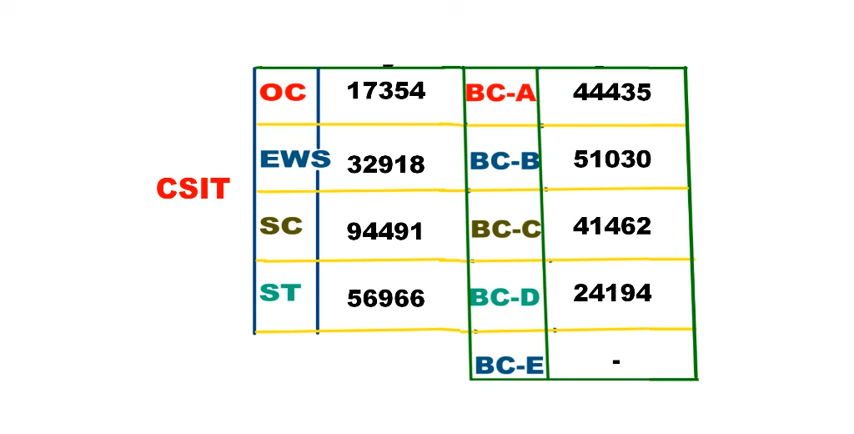 OC 17354 BC-A 44435
EWS 32918 BC-B 51030
CSIT
SC 94491 BC-C 41462
ST 56966 BC-D 24194
BC-E -